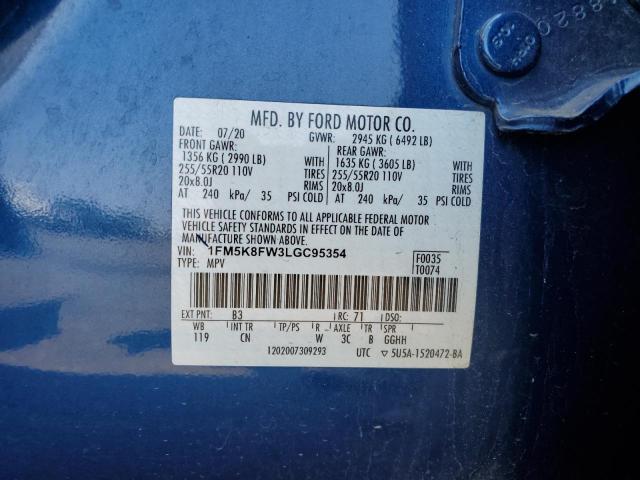 MFD. BY FORD MOTOR CO.
DATE: 07/20 GVWR: 2945 KG ( 6492 LB)
FRONT GAWR: REAR GAWR:
1356 KG ( 2990 LB) WITH 1635 KG ( 3605 LB) WITH
255/55R20 110V TIRES 255/55R20 110V TIRES
20x8.0J RIMS 20x8.0J RIMS
AT 240 kPa/ 35 PSI COLD AT 240 kPa/ 35 PSI COLD
THIS VEHICLE CONFORMS TO ALL APPLICABLE FEDERAL MOTOR
VEHICLE SAFETY STANDARDS IN EFFECT ON THE DATE OF
MANUFACTURE SHOWN ABOVE.
VIN: 1FM5K8FW3LGC95354 F0035
TYPE: MPV T0074
EXT PNT: B3 RC: 71 DSO:
WB INT TR TP/PS R AXLE TR SPR
119 CN W 3C B GGHH
1202007309293 UTC ▽ 5U5A-1520472-BA